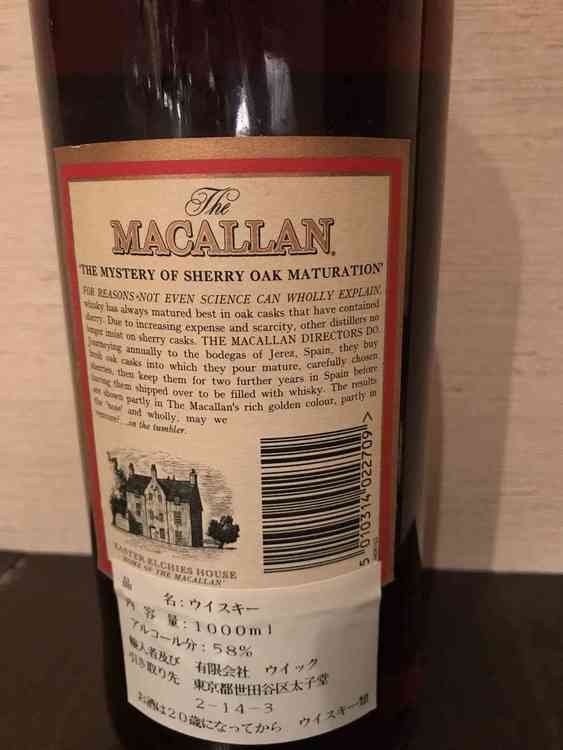 The
MACALLAN
'THE MYSTERY OF SHERRY OAK MATURATION'
FOR REASONS NOT EVEN SCIENCE CAN WHOLLY EXPLAIN,
whisky has always matured best in oak casks that have contained
sherry. Due to increasing expense and scarcity, other distillers no
longer insist on sherry casks. THE MACALLAN DIRECTORS DO.
Journeying annually to the bodegas of Jerez, Spain, they buy
fresh oak casks into which they pour mature, carefully chosen
sherries, then keep them for two further years in Spain before
having them shipped over to be filled with whisky. The results
are shown partly in The Macallan's rich golden colour, partly in
the 'nose' and wholly, may we
venture? ...on the tumbler.
5 010314 022709 >
'EASTER ELCHIES HOUSE
HOME OF THE MACALLAN'
品 名:ウイスキー
内容量:1000ml
アルコール分:58%
輸入者及び 有限会社 ウイック
引き取り先 東京都世田谷区太子堂
2-14-3
お酒は20歳になってから ウイスキー類